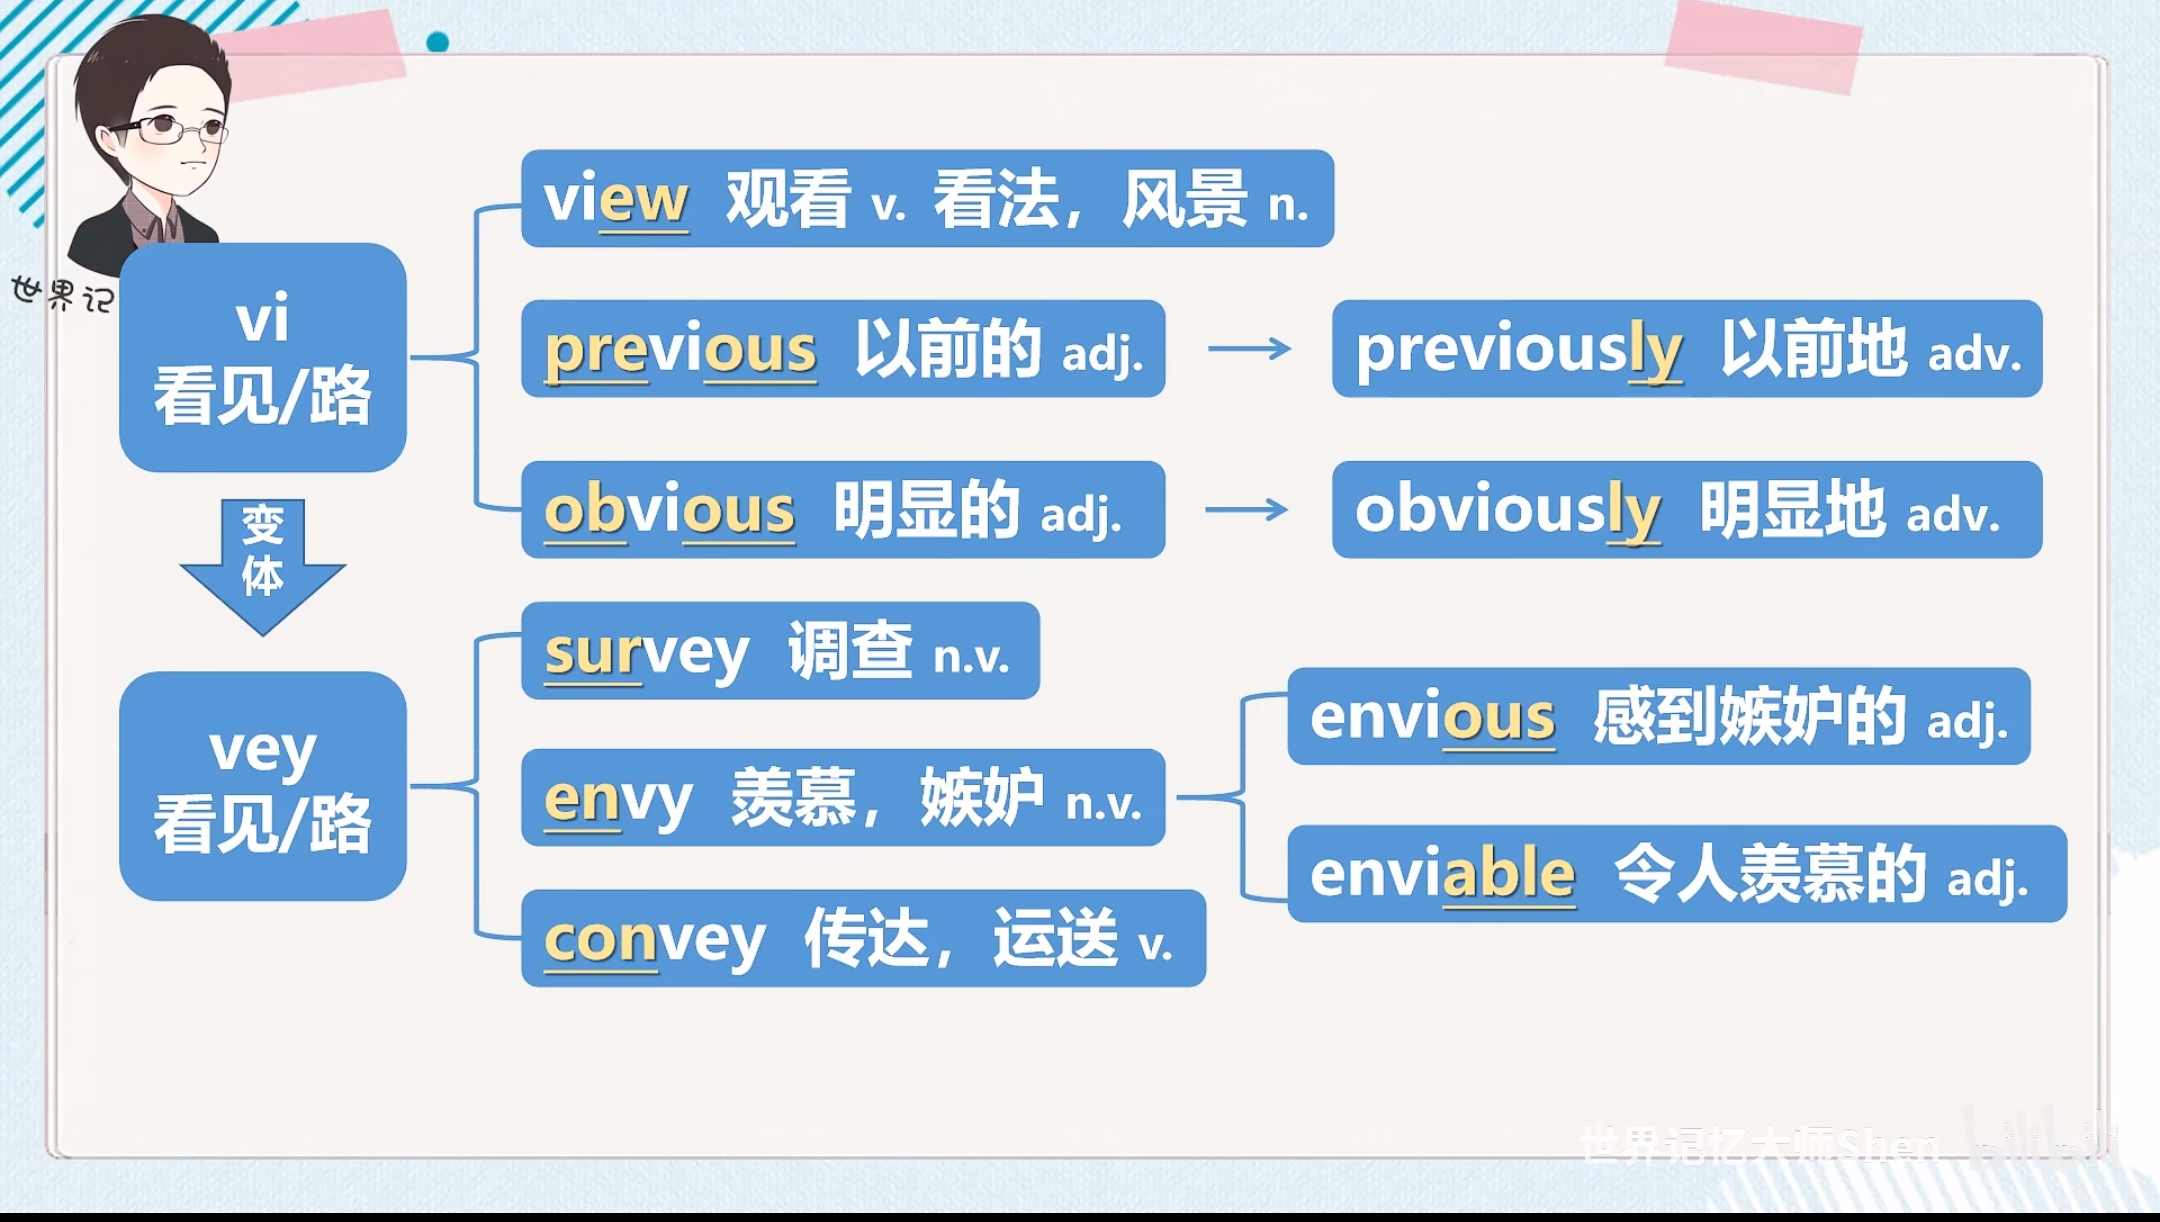 世界记
vi
看见/路
view 观看 v. 看法，风景 n.
previous 以前的 adj.
previously 以前地 adv.
obvious 明显的 adj.
obviously 明显地 adv.
变
体
vey
看见/路
survey 调查 n.v.
envy 羡慕，嫉妒 n.v.
envious 感到嫉妒的 adj.
enviable 令人羡慕的 adj.
convey 传达，运送 v.
世界记忆大师Shen bilibili